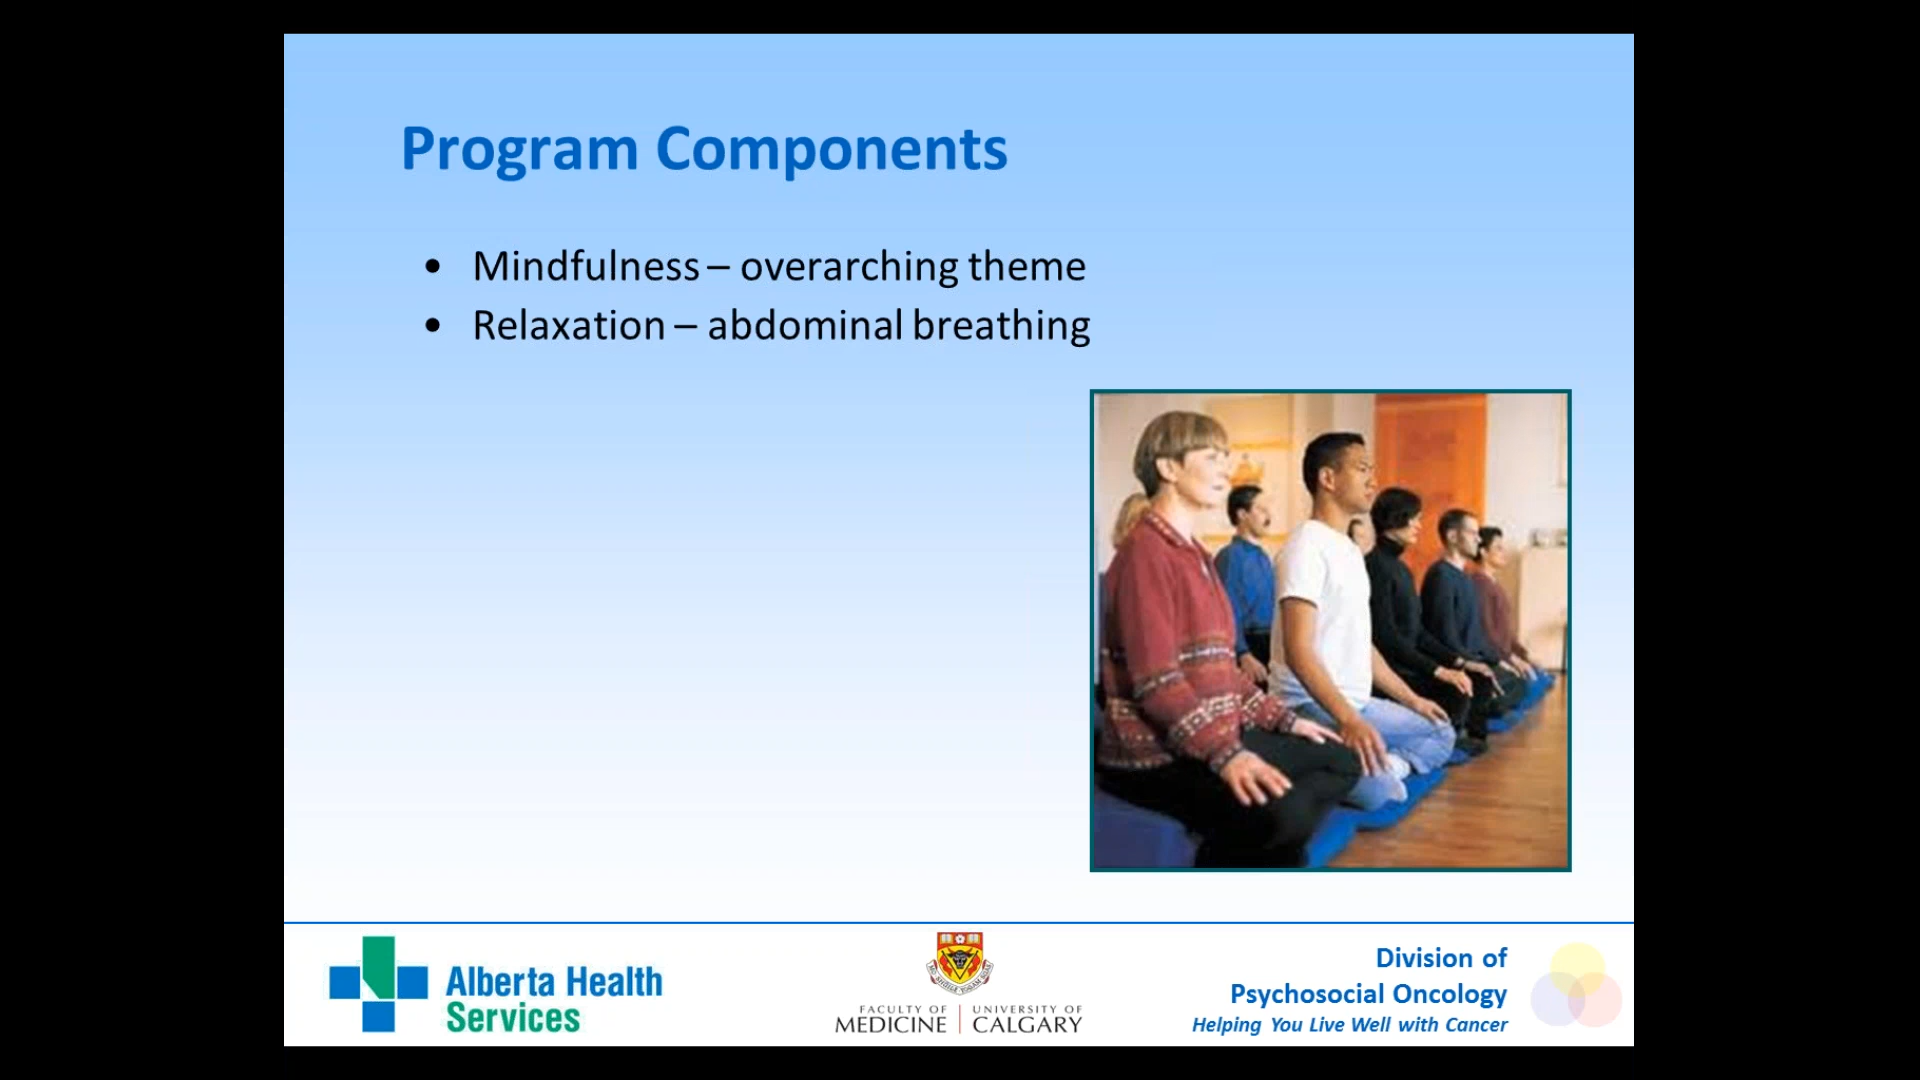 Program Components
• Mindfulness – overarching theme
• Relaxation – abdominal breathing
Alberta Health
Services
FACULTY OF
MEDICINE
UNIVERSITY OF
CALGARY
Division of
Psychosocial Oncology
Helping You Live Well with Cancer